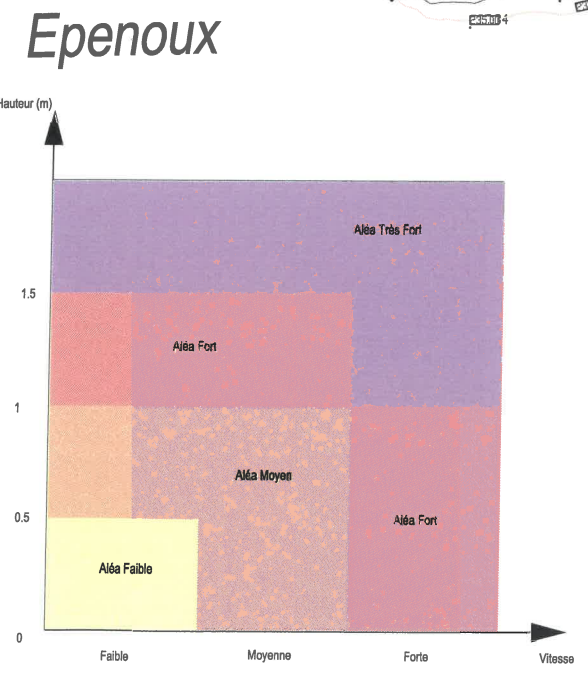 Epenoux
Hauteur (m)
Aléa Très Fort
1.5
Aléa Fort
1
Aléa Moyen
0.5
Aléa Fort
Aléa Faible
0
Faible
Moyenne
Forte
Vitesse